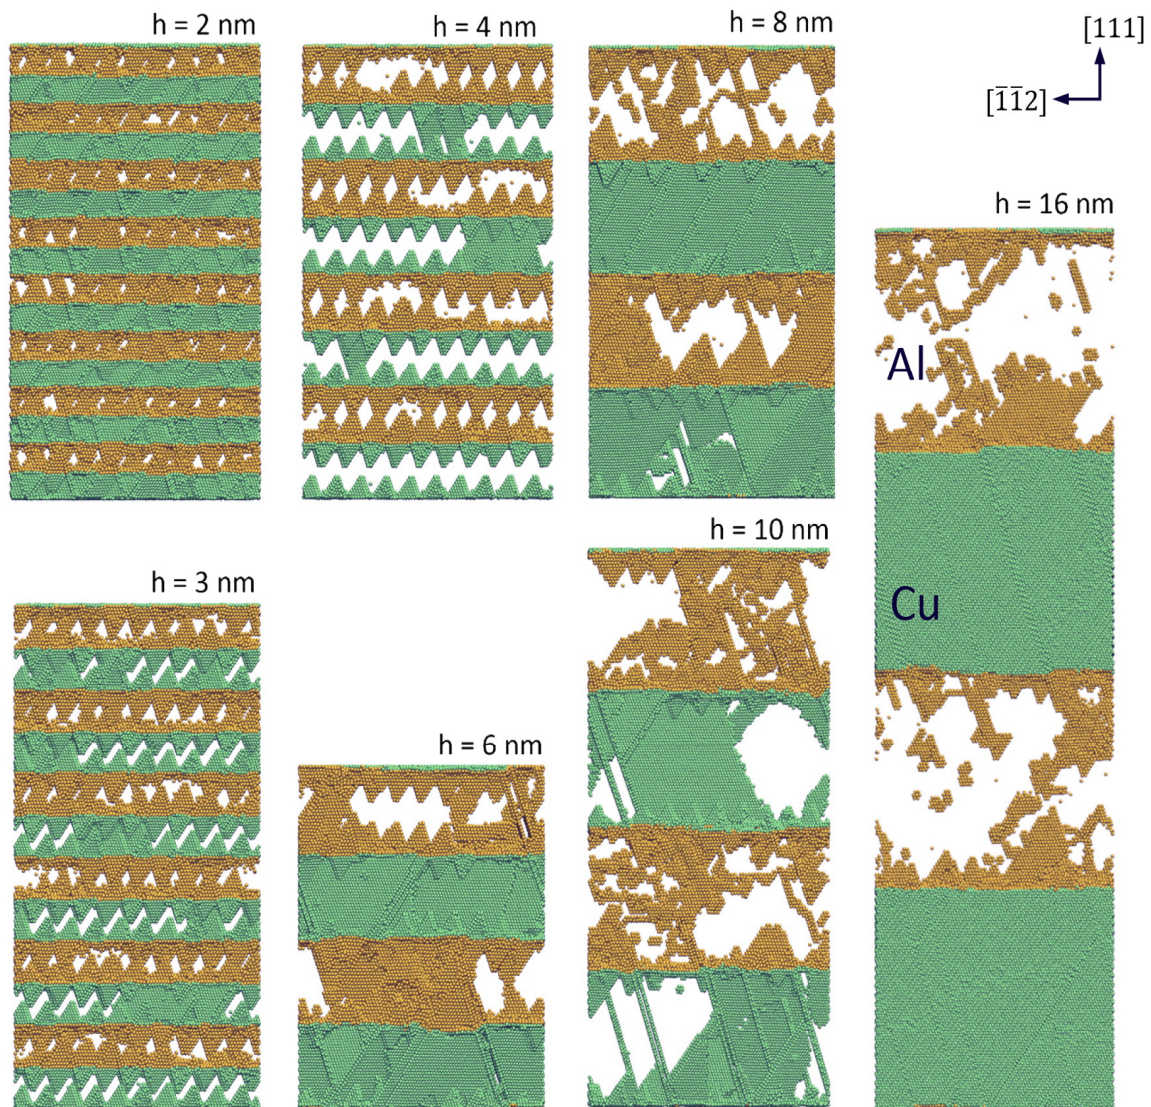 h = 2 nm
h = 4 nm
h = 8 nm
[111]
[1̅1̅2]
h = 16 nm
Al
h = 3 nm
h = 6 nm
h = 10 nm
Cu